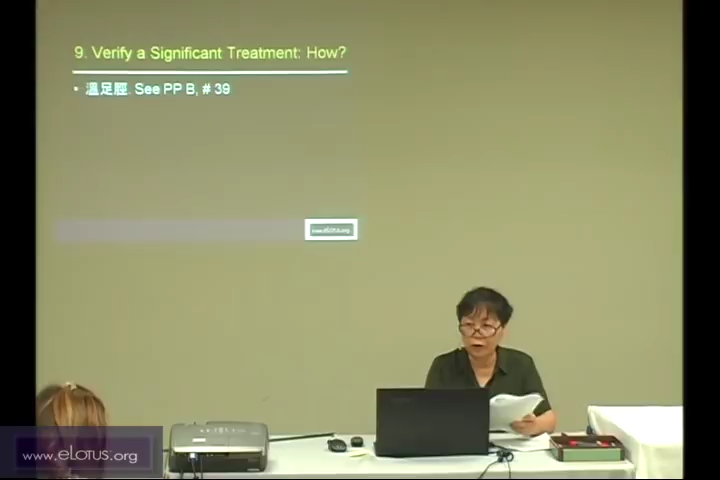 9. Verify a Significant Treatment: How?
• 溫足脛. See PP B, # 39
www.eLotus.org
www.eLOTUS.org